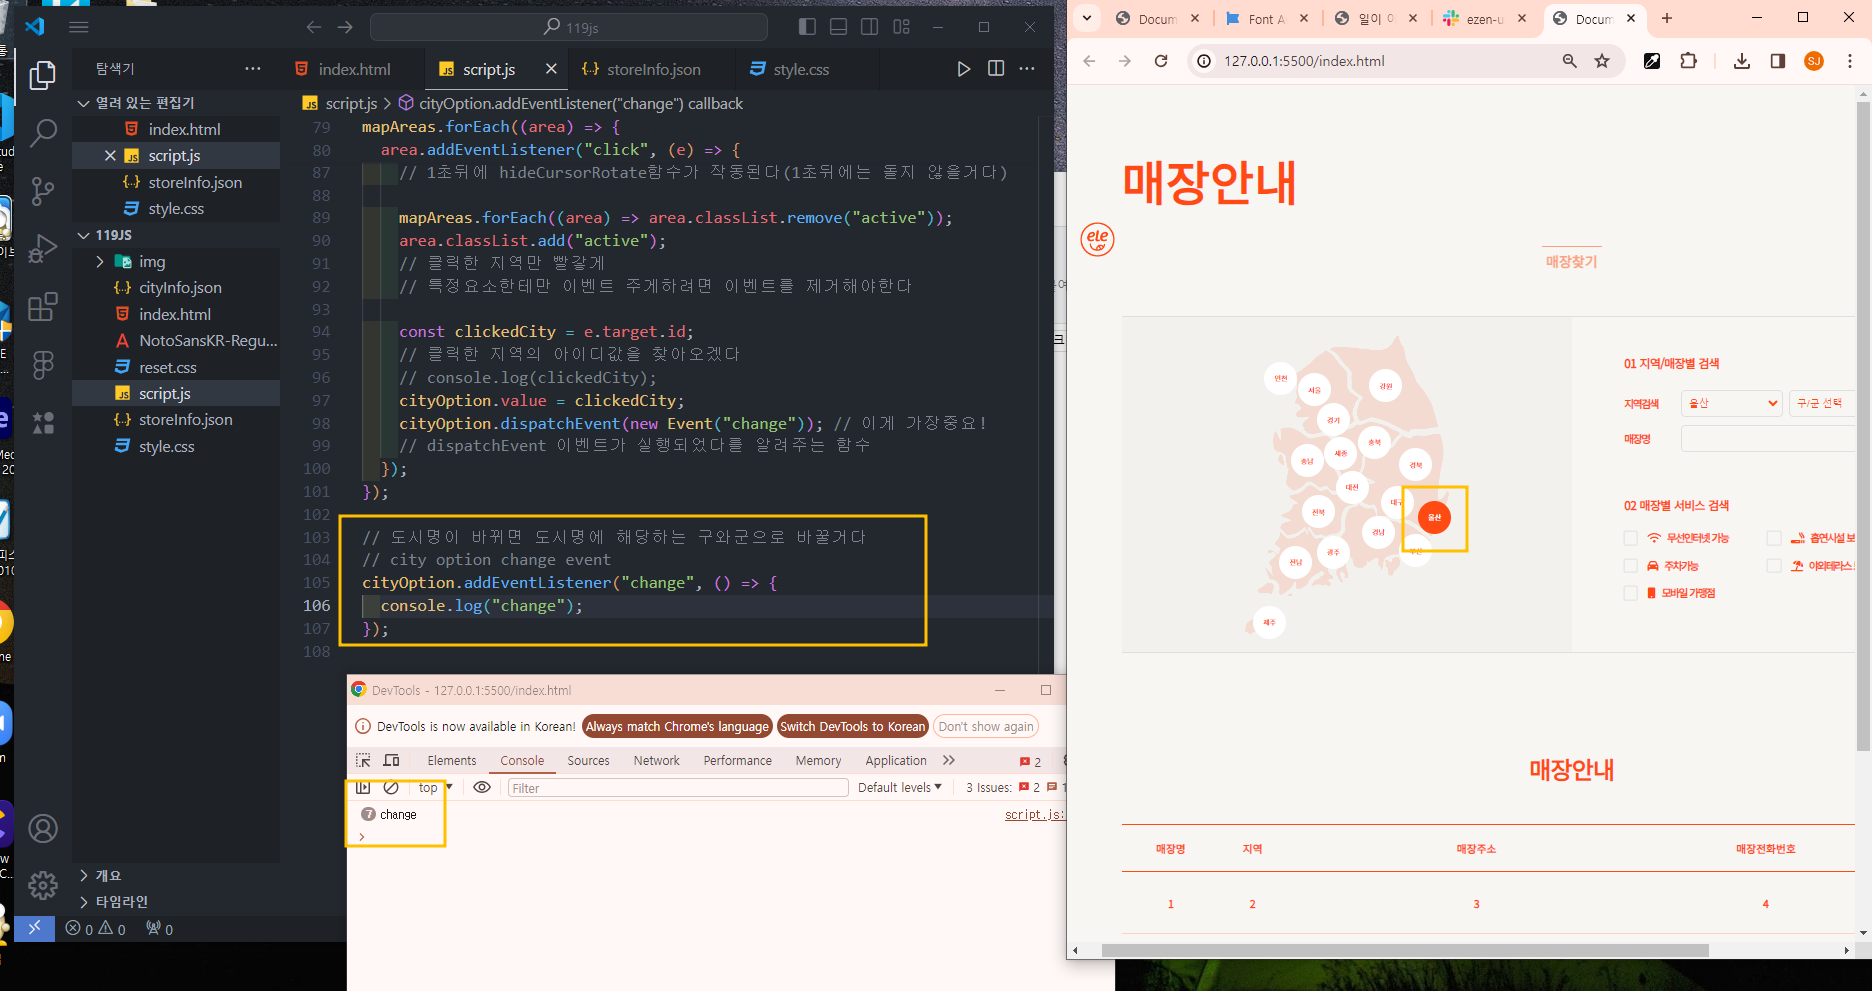 119js
탐색기
열려 있는 편집기
index.html
script.js
storeInfo.json
style.css
119JS
img
cityInfo.json
index.html
NotoSansKR-Regu...
reset.css
script.js
storeInfo.json
style.css
개요
타임라인
0 0 0
index.html
script.js
storeInfo.json
style.css
script.js > cityOption.addEventListener("change") callback
79 mapAreas.forEach((area) => {
80 area.addEventListener("click", (e) => {
87 // 1초뒤에 hideCursorRotate함수가 작동된다(1초뒤에는 돌지 않을거다)
88
89 mapAreas.forEach((area) => area.classList.remove("active"));
90 area.classList.add("active");
91 // 클릭한 지역만 빨갛게
92 // 특정요소한테만 이벤트 주게하려면 이벤트를 제거해야한다
93
94 const clickedCity = e.target.id;
95 // 클릭한 지역의 아이디값을 찾아오겠다
96 // console.log(clickedCity);
97 cityOption.value = clickedCity;
98 cityOption.dispatchEvent(new Event("change")); // 이게 가장중요!
99 // dispatchEvent 이벤트가 실행되었다를 알려주는 함수
100 });
101 });
102
103 // 도시명이 바뀌면 도시명에 해당하는 구와군으로 바꿀거다
104 // city option change event
105 cityOption.addEventListener("change", () => {
106 console.log("change");
107 });
108
DevTools - 127.0.0.1:5500/index.html
DevTools is now available in Korean! Always match Chrome's language Switch DevTools to Korean Don't show again
Elements Console Sources Network Performance Memory Application 2
top Filter Default levels 3 Issues: 2 1
7 change
script.js:
Docum
Font A
일이 이
ezen-u
Docum
127.0.0.1:5500/index.html
SJ
매장안내
ele
매장찾기
인천
서울
강원
경기
충북
세종
충남
경북
대전
대구
전북
울산
경남
광주
부산
전남
제주
01 지역/매장별 검색
지역검색 울산 구/군 선택
매장명
02 매장별 서비스 검색
무선인터넷 가능 흡연시설 보
주차가능 야외테라스
모바일 가맹점
매장안내
매장명 지역 매장주소 매장전화번호
1 2 3 4